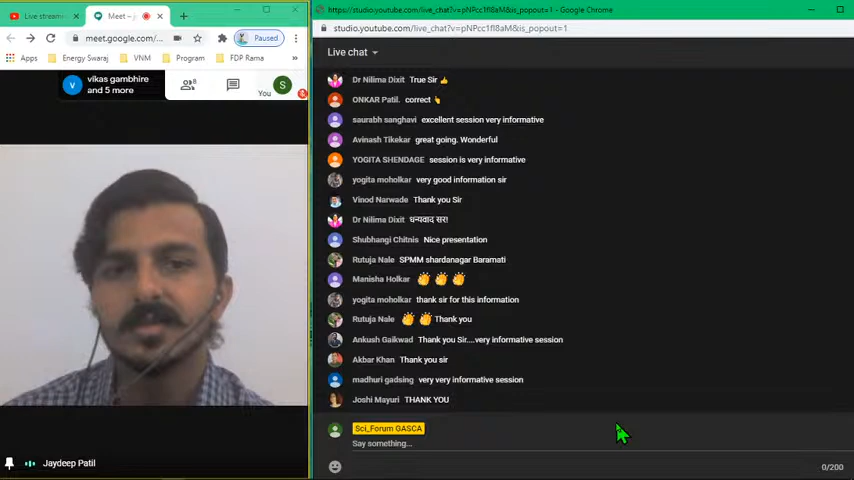 https://studio.youtube.com/live_chat?v=pNPcc1fl8aM&is_popout=1 - Google Chrome
Live stream
Meet –
meet.google.com/...
Paused
studio.youtube.com/live_chat?v=pNPcc1fl8aM&is_popout=1
Apps
Energy Swaraj
VNM
Program
FDP Rama
Live chat
vikas gambhire
and 5 more
V
8
You
S
Dr Nilima Dixit True Sir 👍
ONKAR Patil. correct 👆
saurabh sanghavi excellent session very informative
Avinash Tikekar great going. Wonderful
YOGITA SHENDAGE session is very informative
yogita moholkar very good information sir
Vinod Narwade Thank you Sir
Dr Nilima Dixit धन्यवाद सर!
Shubhangi Chitnis Nice presentation
Rutuja Nale SPMM shardanagar Baramati
Manisha Holkar 👏 👏 👏
yogita moholkar thank sir for this information
Rutuja Nale 👏 👏 Thank you
Ankush Gaikwad Thank you Sir....very informative session
Akbar Khan Thank you sir
madhuri gadsing very very informative session
Joshi Mayuri THANK YOU
Sci_Forum GASCA
Say something...
0/200
Jaydeep Patil